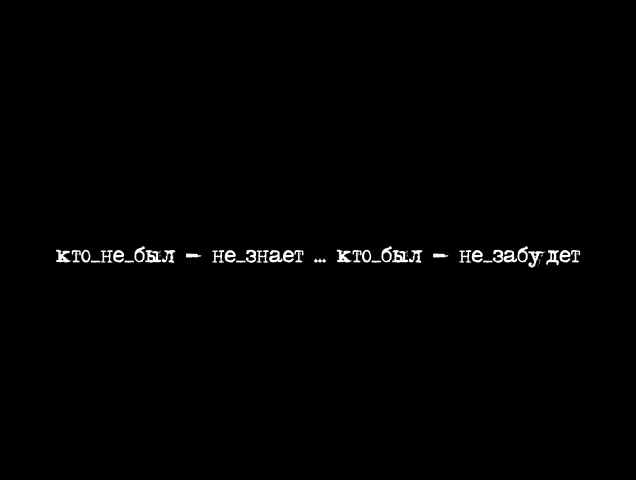 кто_не_был – не_знает ... кто_был – не_забудет